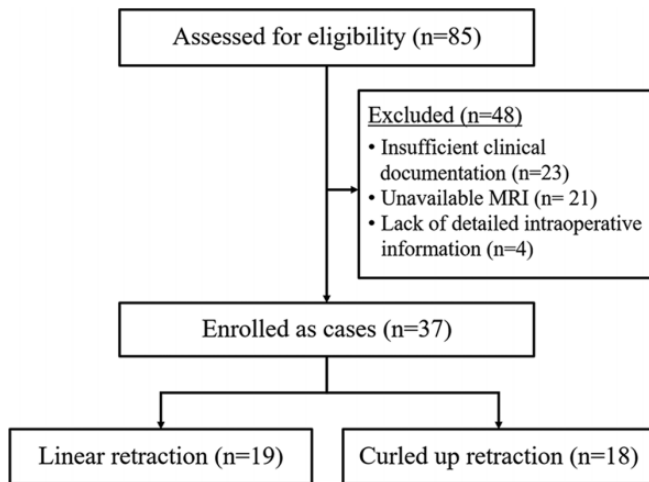 Assessed for eligibility (n=85)
Excluded (n=48)
• Insufficient clinical
documentation (n=23)
• Unavailable MRI (n= 21)
• Lack of detailed intraoperative
information (n=4)
Enrolled as cases (n=37)
Linear retraction (n=19)
Curled up retraction (n=18)